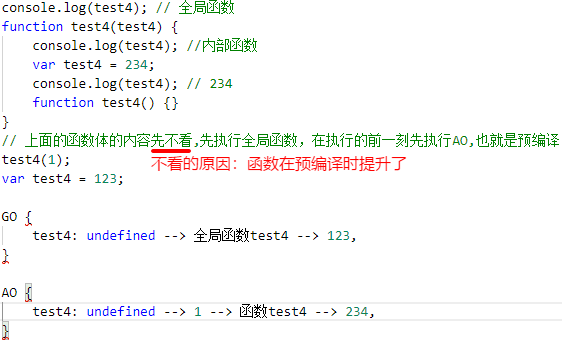 console.log(test4); // 全局函数
function test4(test4) {
    console.log(test4); //内部函数
    var test4 = 234;
    console.log(test4); // 234
    function test4() {}
}
// 上面的函数体的内容先不看,先执行全局函数，在执行的前一刻先执行AO,也就是预编译
test4(1);
不看的原因：函数在预编译时提升了
var test4 = 123;
GO {
    test4: undefined --> 全局函数test4 --> 123,
}
AO {
    test4: undefined --> 1 --> 函数test4 --> 234,
}